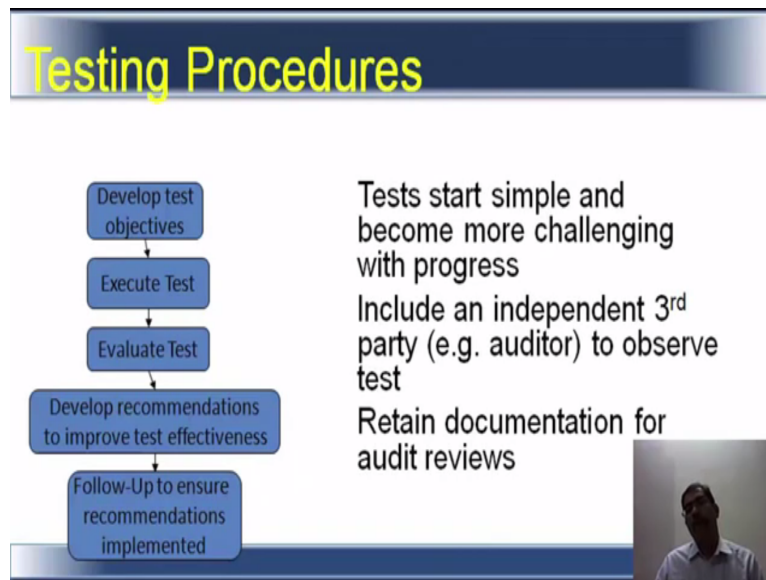 Testing Procedures
Develop test
objectives
Execute Test
Evaluate Test
Develop recommendations
to improve test effectiveness
Follow-Up to ensure
recommendations
implemented
Tests start simple and
become more challenging
with progress
Include an independent 3rd
party (e.g. auditor) to observe
test
Retain documentation for
audit reviews